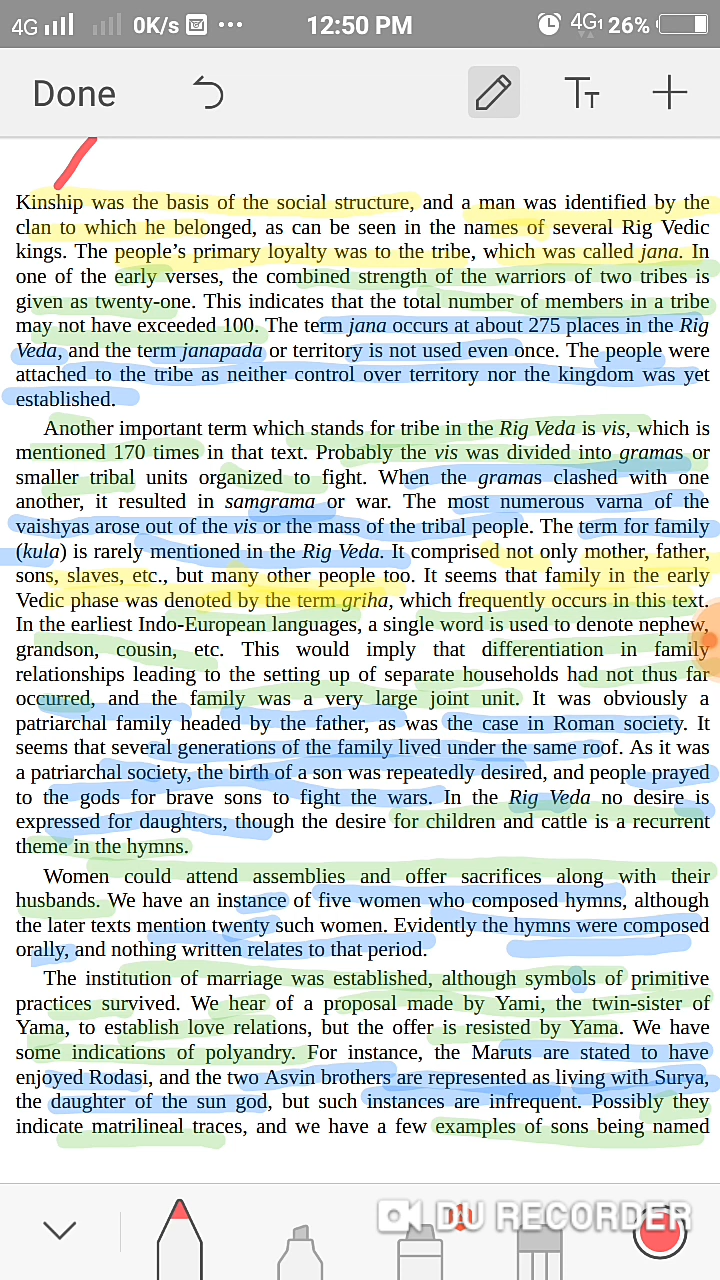 4G 0K/s ... 12:50 PM 4G1 26%
Done TT
Kinship was the basis of the social structure, and a man was identified by the
clan to which he belonged, as can be seen in the names of several Rig Vedic
kings. The people's primary loyalty was to the tribe, which was called jana. In
one of the early verses, the combined strength of the warriors of two tribes is
given as twenty-one. This indicates that the total number of members in a tribe
may not have exceeded 100. The term jana occurs at about 275 places in the Rig
Veda, and the term janapada or territory is not used even once. The people were
attached to the tribe as neither control over territory nor the kingdom was yet
established.
Another important term which stands for tribe in the Rig Veda is vis, which is
mentioned 170 times in that text. Probably the vis was divided into gramas or
smaller tribal units organized to fight. When the gramas clashed with one
another, it resulted in samgrama or war. The most numerous varna of the
vaishyas arose out of the vis or the mass of the tribal people. The term for family
(kula) is rarely mentioned in the Rig Veda. It comprised not only mother, father,
sons, slaves, etc., but many other people too. It seems that family in the early
Vedic phase was denoted by the term griha, which frequently occurs in this text.
In the earliest Indo-European languages, a single word is used to denote nephew,
grandson, cousin, etc. This would imply that differentiation in family
relationships leading to the setting up of separate households had not thus far
occurred, and the family was a very large joint unit. It was obviously a
patriarchal family headed by the father, as was the case in Roman society. It
seems that several generations of the family lived under the same roof. As it was
a patriarchal society, the birth of a son was repeatedly desired, and people prayed
to the gods for brave sons to fight the wars. In the Rig Veda no desire is
expressed for daughters, though the desire for children and cattle is a recurrent
theme in the hymns.
Women could attend assemblies and offer sacrifices along with their
husbands. We have an instance of five women who composed hymns, although
the later texts mention twenty such women. Evidently the hymns were composed
orally, and nothing written relates to that period.
The institution of marriage was established, although symbols of primitive
practices survived. We hear of a proposal made by Yami, the twin-sister of
Yama, to establish love relations, but the offer is resisted by Yama. We have
some indications of polyandry. For instance, the Maruts are stated to have
enjoyed Rodasi, and the two Asvin brothers are represented as living with Surya,
the daughter of the sun god, but such instances are infrequent. Possibly they
indicate matrilineal traces, and we have a few examples of sons being named
DU RECORDER